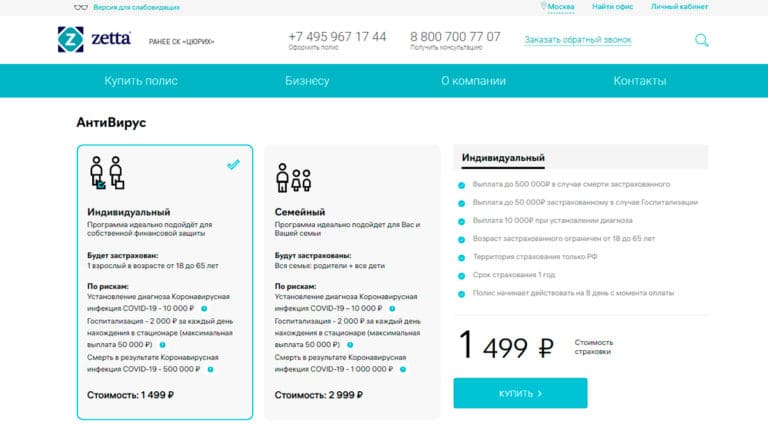 Версия для слабовидящих
Москва
Найти офис
Личный кабинет
Z zetta®
РАНЕЕ СК «ЦЮРИХ»
+7 495 967 17 44
Оформить полис
8 800 700 77 07
Получить консультацию
Заказать обратный звонок
Купить полис
Бизнесу
О компании
Контакты
АнтиВирус
Индивидуальный
Программа идеально подойдёт для
собственной финансовой защиты
Будет застрахован:
1 взрослый в возрасте от 18 до 65 лет
По рискам:
Установление диагноза Коронавирусная
инфекция COVID-19 - 10 000 ₽
Госпитализация - 2 000 ₽ за каждый день
нахождения в стационаре (максимальная
выплата 50 000 ₽)
Смерть в результате Коронавирусная
инфекция COVID-19 - 500 000 ₽
Стоимость: 1 499 ₽
Семейный
Программа идеально подойдет для Вас и
Вашей семьи
Будут застрахованы:
Вся семья: родители + все дети
По рискам:
Установление диагноза Коронавирусная
инфекция COVID-19 – 10 000 ₽
Госпитализация - 2 000 ₽ за каждый день
нахождения в стационаре (максимальная
выплата 50 000 ₽)
Смерть в результате Коронавирусная
инфекция COVID-19 - 1 000 000 ₽
Стоимость: 2 999 ₽
Индивидуальный
Выплата до 500 000₽ в случае смерти застрахованного
Выплата до 50 000₽ застрахованному в случае Госпитализации
Выплата 10 000₽ при установлении диагноза
Возраст застрахованного ограничен от 18 до 65 лет
Территория страхования только РФ
Срок страхования 1 год
Полис начинает действовать на 8 день с момента оплаты
1 499 ₽
Стоимость
страховки
КУПИТЬ